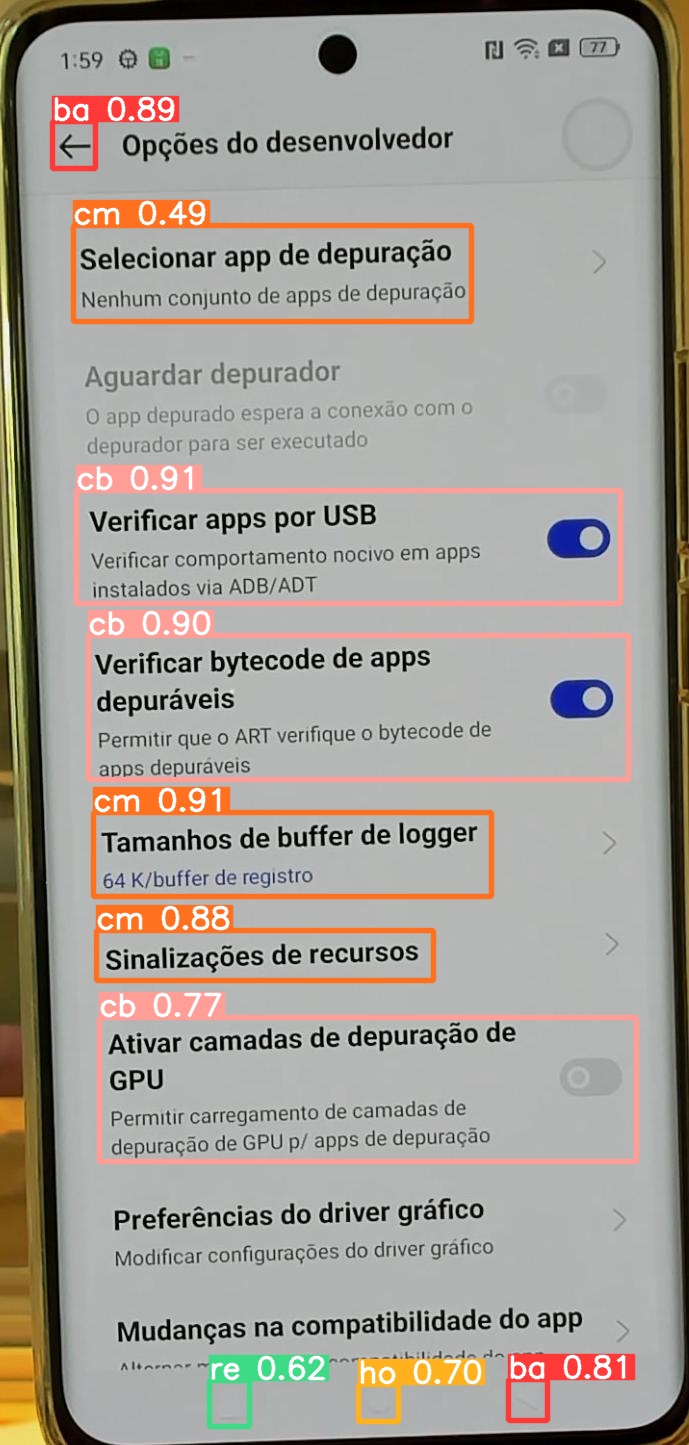 1:59
77
ba 0.89
Opções do desenvolvedor
cm 0.49
Selecionar app de depuração
Nenhum conjunto de apps de depuração
Aguardar depurador
O app depurado espera a conexão com o
depurador para ser executado
cb 0.91
Verificar apps por USB
Verificar comportamento nocivo em apps
instalados via ADB/ADT
cb 0.90
Verificar bytecode de apps
depuráveis
Permitir que o ART verifique o bytecode de
apps depuráveis
cm 0.91
Tamanhos de buffer de logger
64 K/buffer de registro
cm 0.88
Sinalizações de recursos
cb 0.77
Ativar camadas de depuração de
GPU
Permitir carregamento de camadas de
depuração de GPU p/ apps de depuração
Preferências do driver gráfico
Modificar configurações do driver gráfico
Mudanças na compatibilidade do app
re 0.62
ho 0.70
ba 0.81